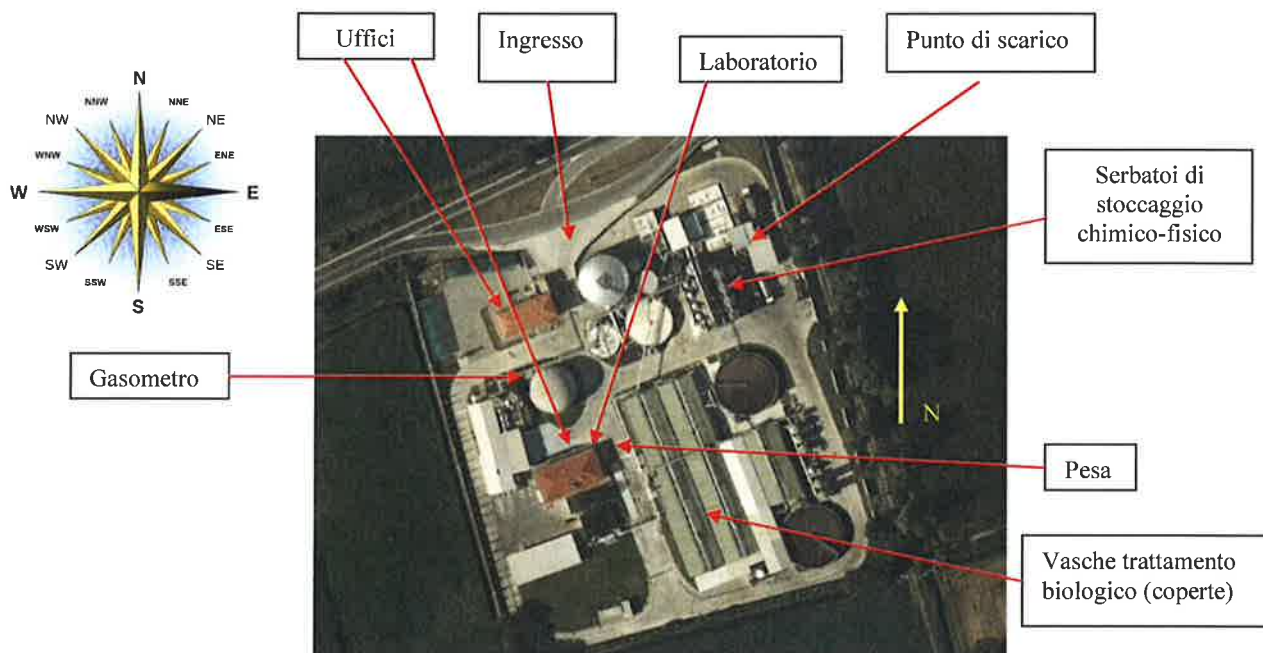 Uffici
Ingresso
Laboratorio
Punto di scarico
N
NNW
NNE
NW
NE
WNW
ENE
W
E
WSW
ESE
SW
SE
SSW
SSE
S
Serbatoi di
stoccaggio
chimico-fisico
Gasometro
N
Pesa
Vasche trattamento
biologico (coperte)